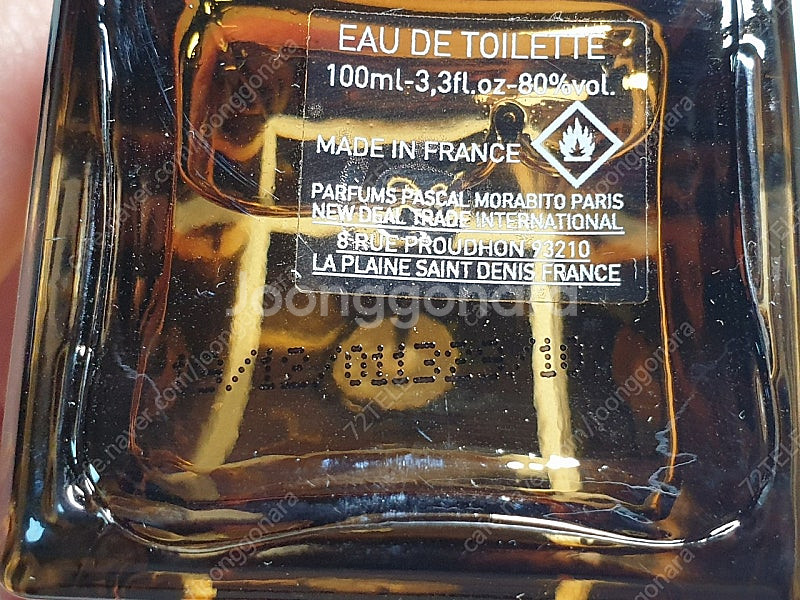 EAU DE TOILETTE
100ml-3,3fl.oz-80%vol.
MADE IN FRANCE
PARFUMS PASCAL MORABITO PARIS
NEW DEAL TRADE INTERNATIONAL
8 RUE PROUDHON 93210
LA PLAINE SAINT DENIS FRANCE
Joonggonara